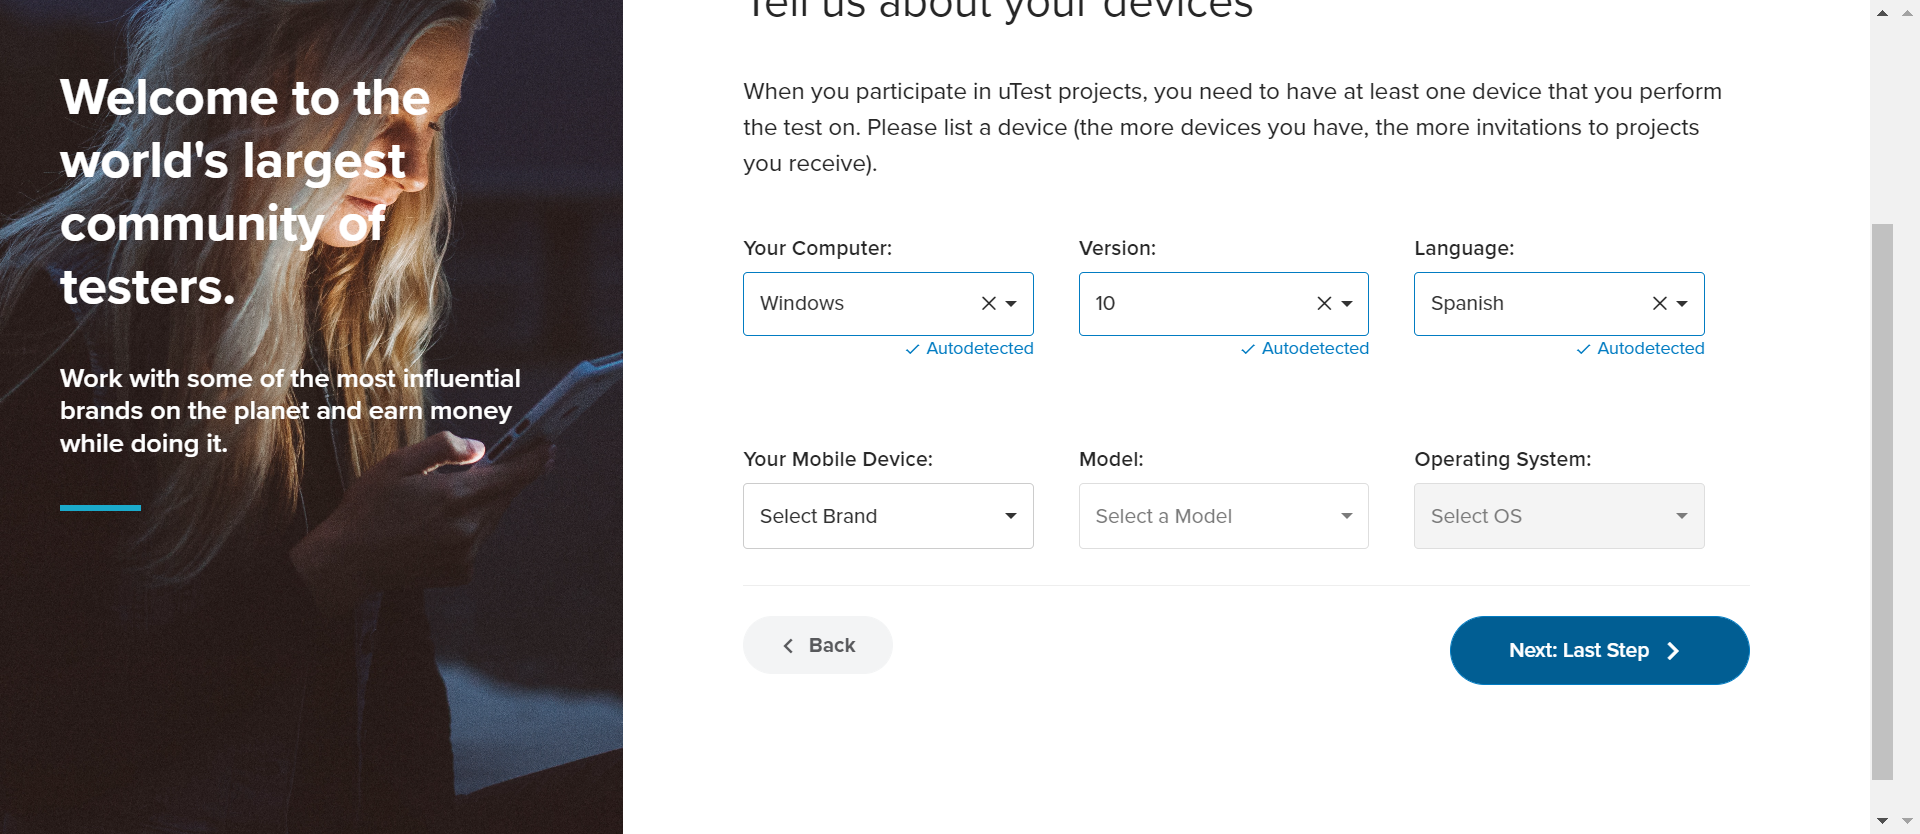 Tell us about your devices
Welcome to the
world's largest
community of
testers.
Work with some of the most influential
brands on the planet and earn money
while doing it.
When you participate in uTest projects, you need to have at least one device that you perform
the test on. Please list a device (the more devices you have, the more invitations to projects
you receive).
Your Computer: Version: Language:
Windows 10 Spanish
Autodetected Autodetected Autodetected
Your Mobile Device: Model: Operating System:
Select Brand Select a Model Select OS
Back Next: Last Step